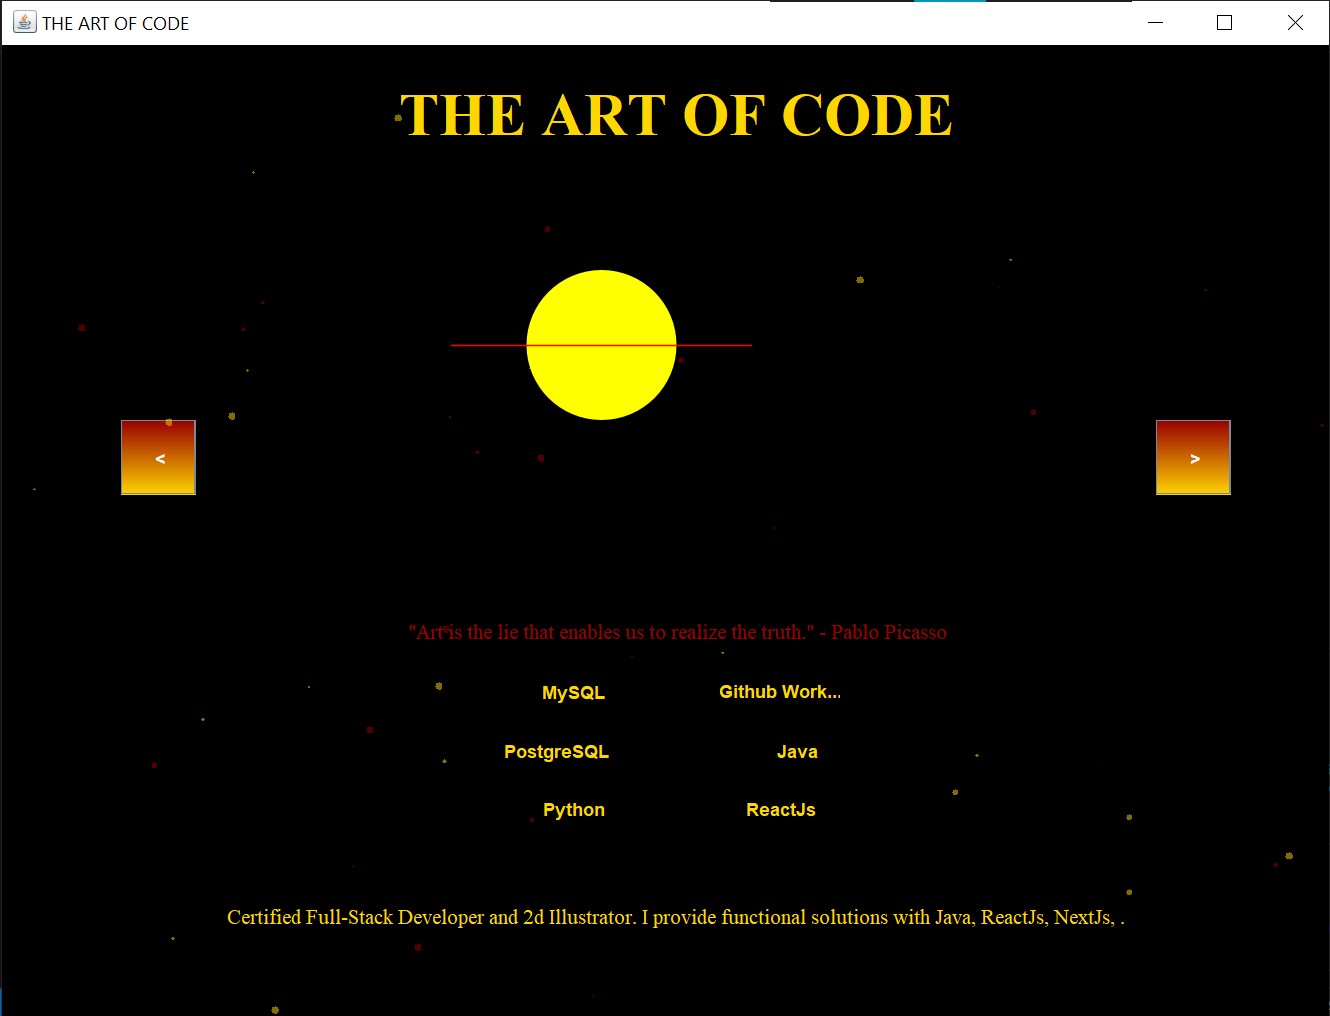 THE ART OF CODE
THE ART OF CODE
<
>
"Art is the lie that enables us to realize the truth." - Pablo Picasso
MySQL
Github Work...
PostgreSQL
Java
Python
ReactJs
Certified Full-Stack Developer and 2d Illustrator. I provide functional solutions with Java, ReactJs, NextJs, .